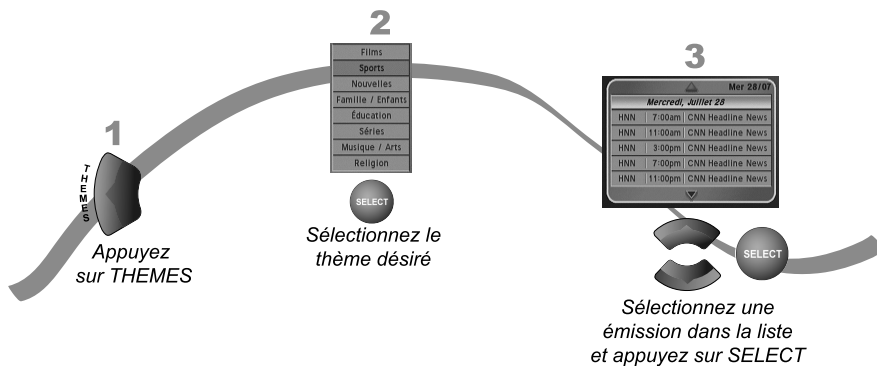 1
THEMES
Appuyez
sur THEMES
2
Films
Sports
Nouvelles
Famille / Enfants
Éducation
Séries
Musique / Arts
Religion
SELECT
Sélectionnez le
thème désiré
3
Mer 28/07
Mercredi, Juillet 28
HNN 7:00am CNN Headline News
HNN 11:00am CNN Headline News
HNN 3:00pm CNN Headline News
HNN 7:00pm CNN Headline News
HNN 11:00pm CNN Headline News
SELECT
Sélectionnez une
émission dans la liste
et appuyez sur SELECT